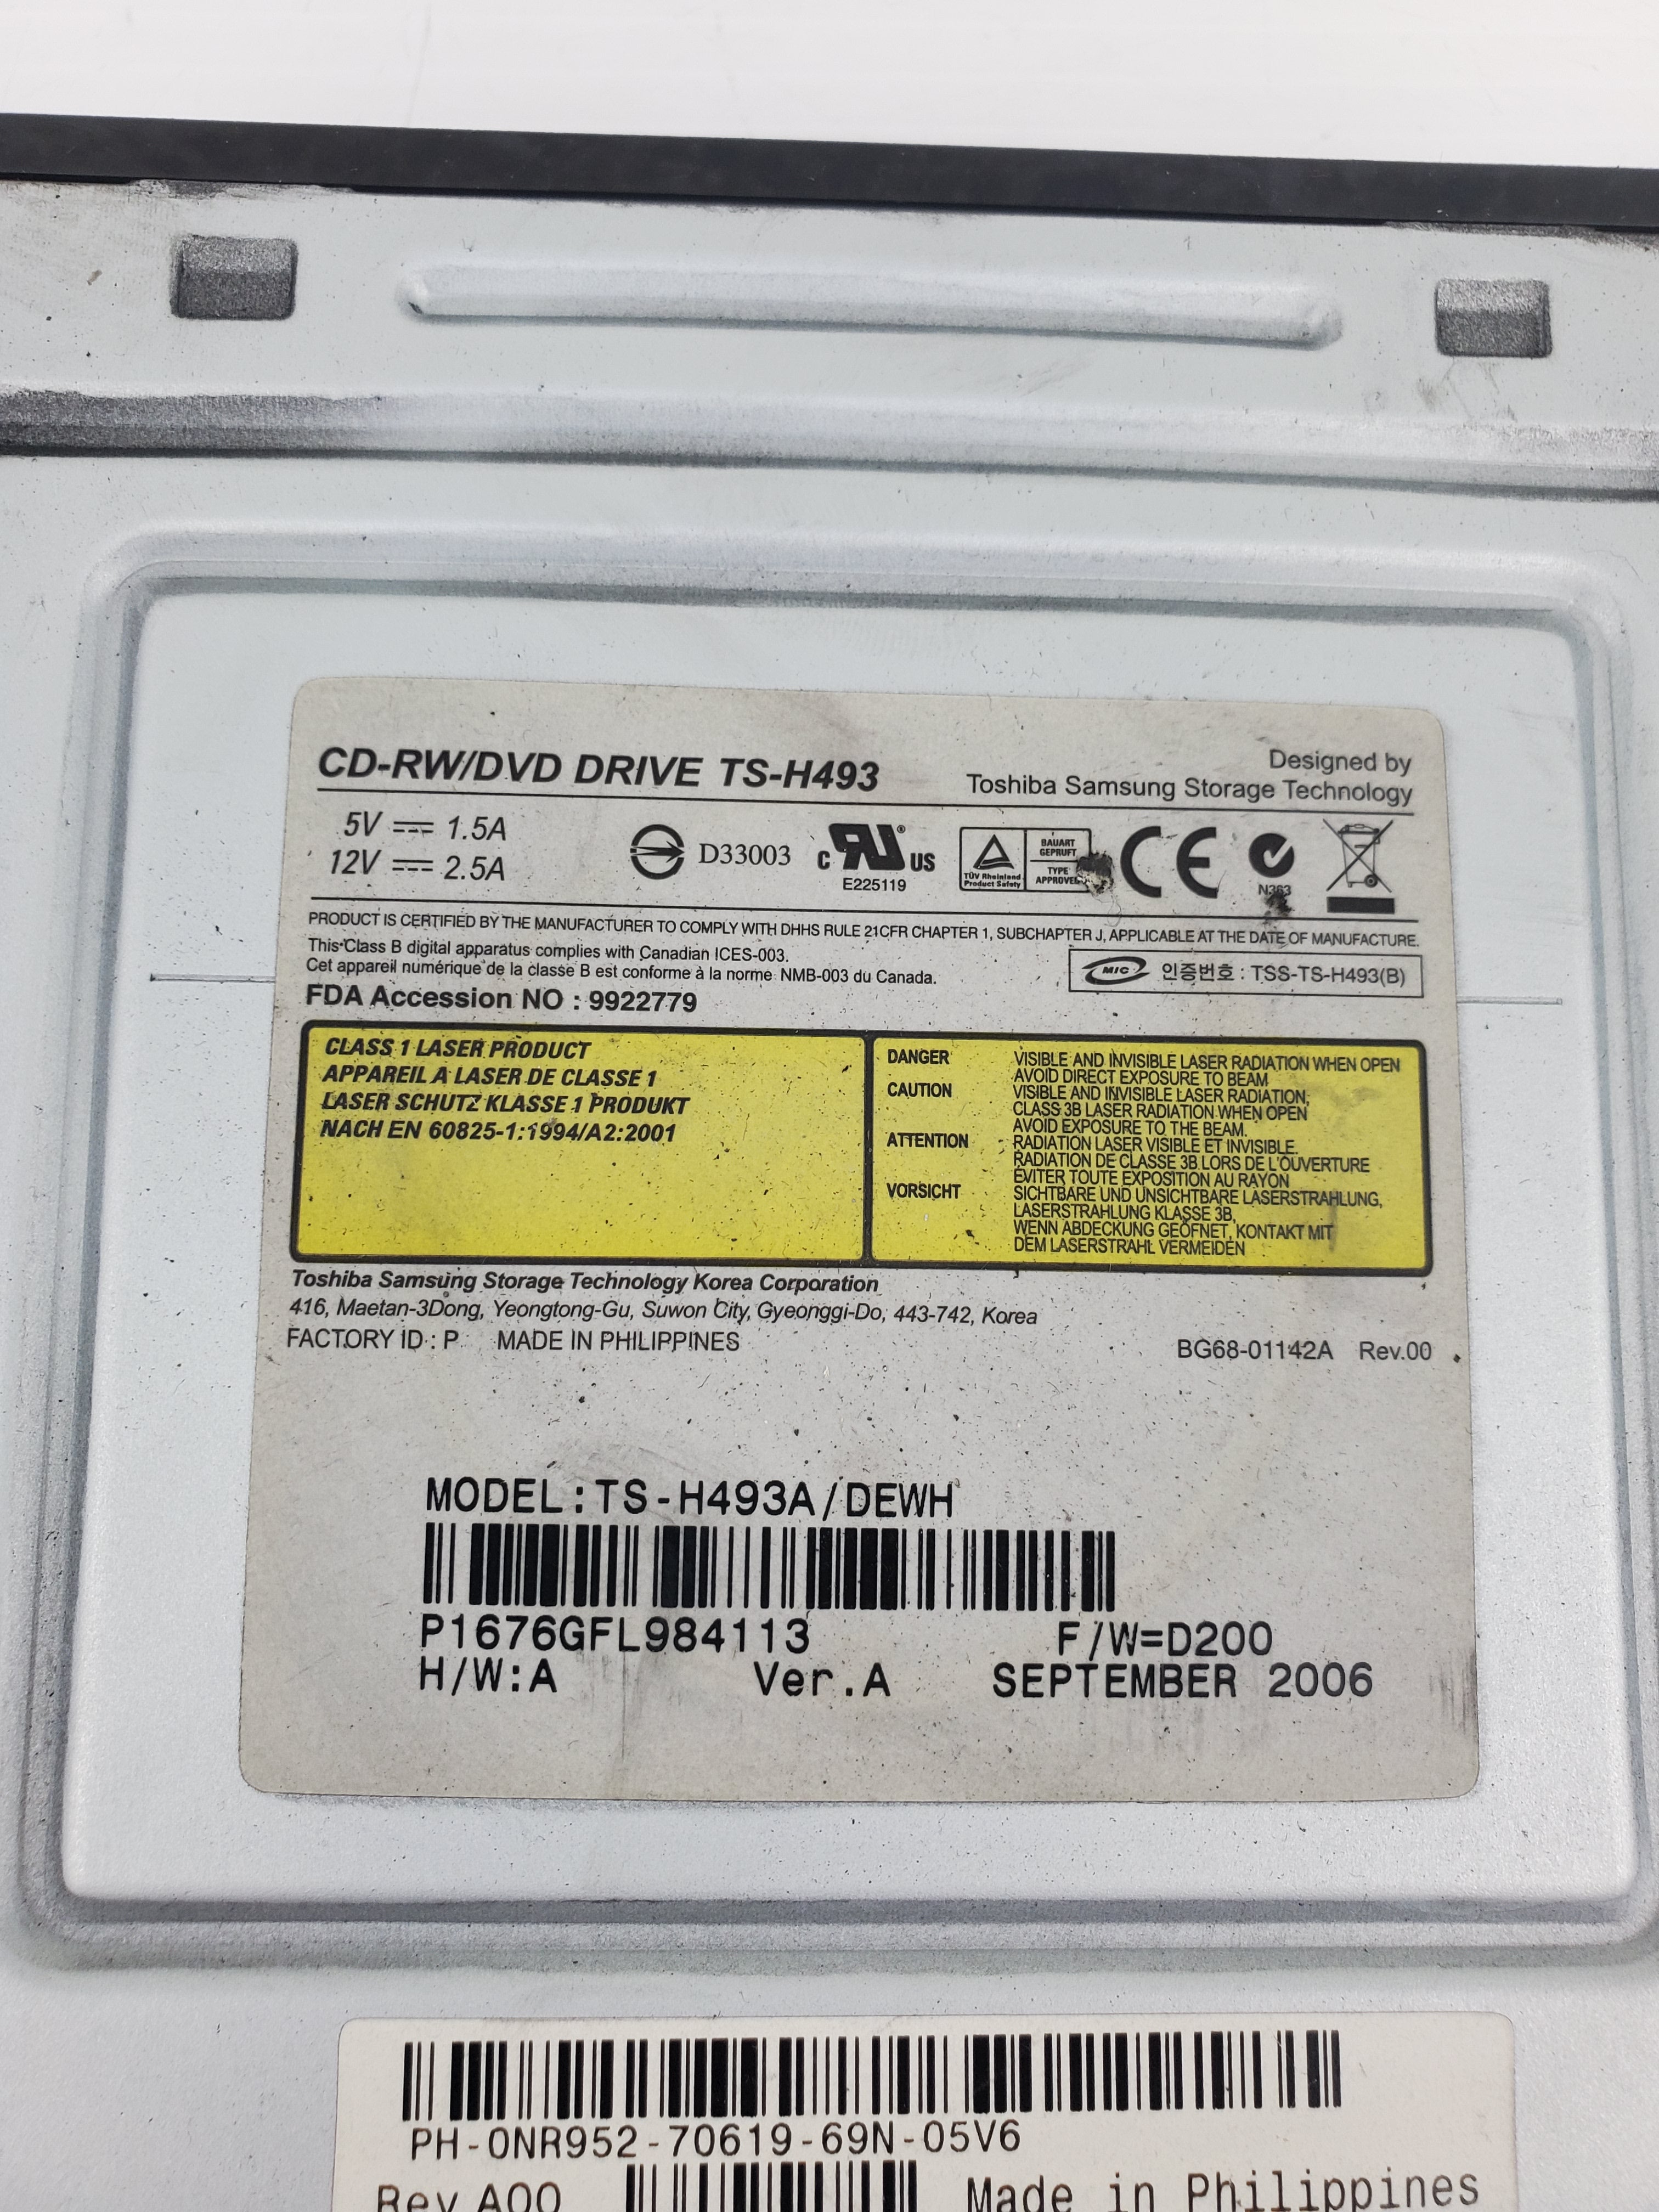 CD-RW/DVD DRIVE TS-H493
Designed by
Toshiba Samsung Storage Technology
5V ⎓ 1.5A
12V ⎓ 2.5A
D33003
C RU US
E225119
TÜV Rheinland
Product Safety
BAUART
GEPRÜFT
TYPE
APPROVED
CE
N363
PRODUCT IS CERTIFIED BY THE MANUFACTURER TO COMPLY WITH DHHS RULE 21CFR CHAPTER 1, SUBCHAPTER J, APPLICABLE AT THE DATE OF MANUFACTURE.
This Class B digital apparatus complies with Canadian ICES-003.
Cet appareil numérique de la classe B est conforme à la norme NMB-003 du Canada.
MIC 인증번호 : TSS-TS-H493(B)
FDA Accession NO : 9922779
CLASS 1 LASER PRODUCT
APPAREIL A LASER DE CLASSE 1
LASER SCHUTZ KLASSE 1 PRODUKT
NACH EN 60825-1:1994/A2:2001
DANGER VISIBLE AND INVISIBLE LASER RADIATION WHEN OPEN
AVOID DIRECT EXPOSURE TO BEAM
CAUTION VISIBLE AND INVISIBLE LASER RADIATION,
CLASS 3B LASER RADIATION WHEN OPEN
AVOID EXPOSURE TO THE BEAM.
ATTENTION RADIATION LASER VISIBLE ET INVISIBLE.
RADIATION DE CLASSE 3B LORS DE L'OUVERTURE
ÉVITER TOUTE EXPOSITION AU RAYON
VORSICHT SICHTBARE UND UNSICHTBARE LASERSTRAHLUNG,
LASERSTRAHLUNG KLASSE 3B,
WENN ABDECKUNG GEÖFNET, KONTAKT MIT
DEM LASERSTRAHL VERMEIDEN
Toshiba Samsung Storage Technology Korea Corporation
416, Maetan-3Dong, Yeongtong-Gu, Suwon City, Gyeonggi-Do, 443-742, Korea
FACTORY ID : P MADE IN PHILIPPINES
BG68-01142A Rev.00
MODEL:TS-H493A/DEWH
P1676GFL984113 F/W=D200
H/W:A Ver.A SEPTEMBER 2006
PH-0NR952-70619-69N-05V6
Rev A00 Made in Philippines